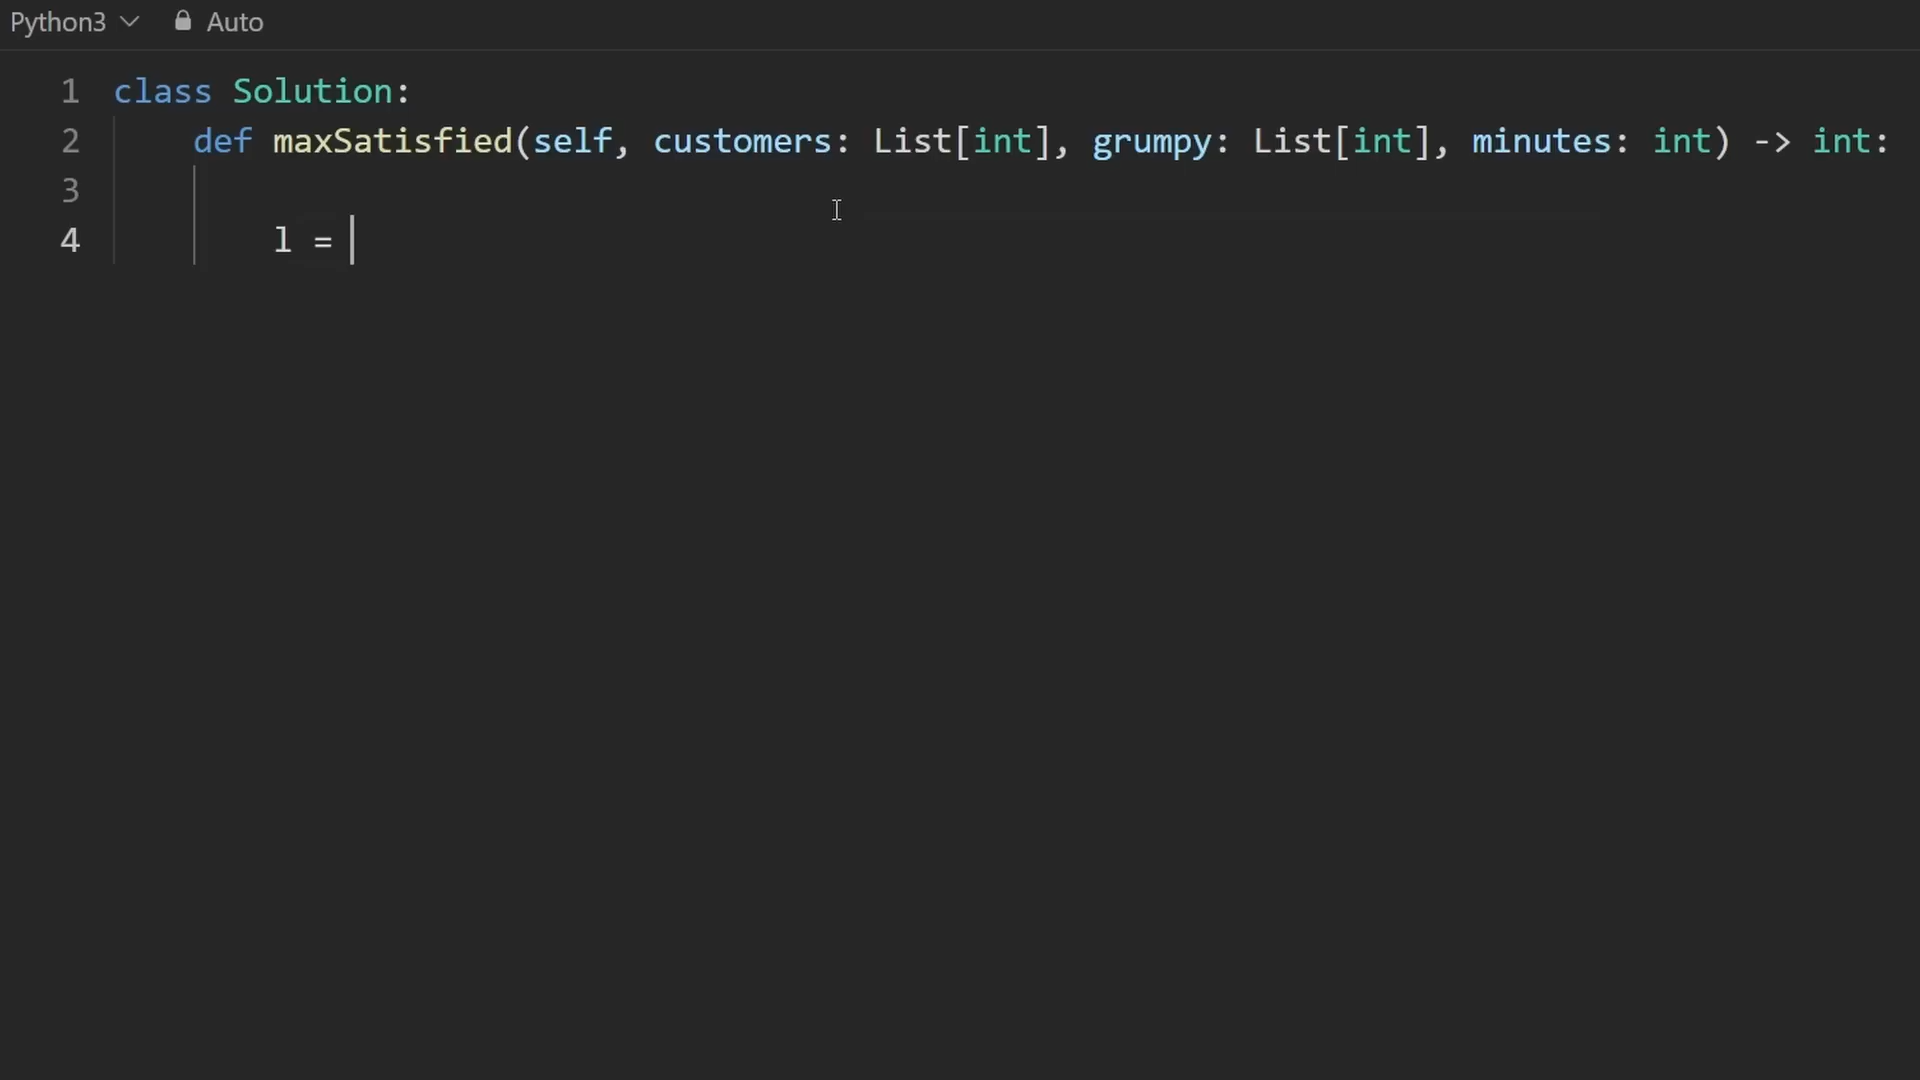 Python3 Auto
1 class Solution:
2 def maxSatisfied(self, customers: List[int], grumpy: List[int], minutes: int) -> int:
3
4 l =